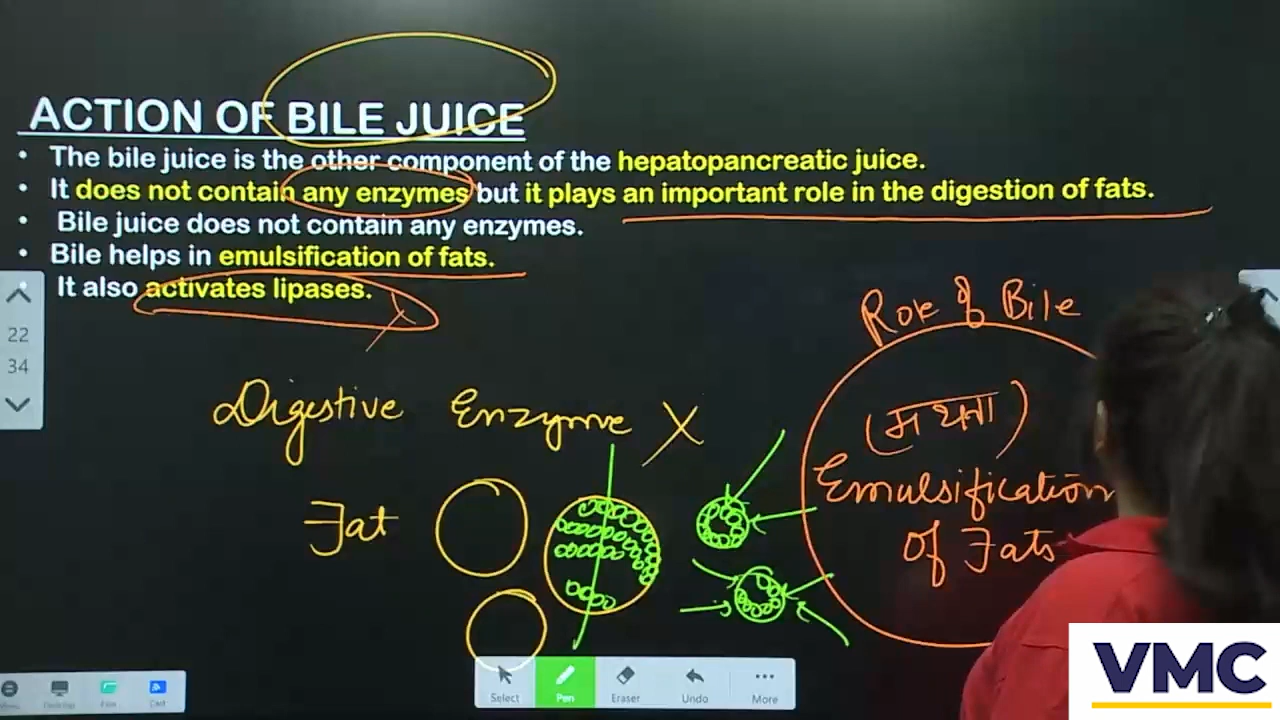 ACTION OF BILE JUICE
• The bile juice is the other component of the hepatopancreatic juice.
• It does not contain any enzymes but it plays an important role in the digestion of fats.
• Bile juice does not contain any enzymes.
• Bile helps in emulsification of fats.
It also activates lipases.
22
34
Role of Bile
Digestive Enzyme X
Fat
Emulsification
of Fats
Select
Pen
Eraser
Undo
More
VMC